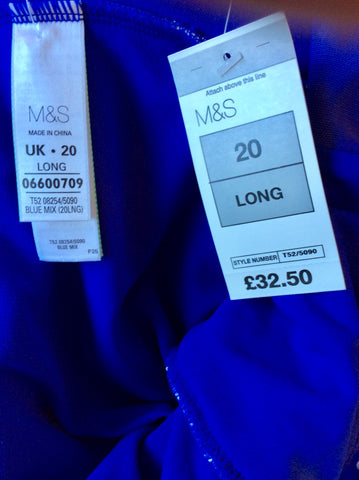 M&S
MADE IN CHINA
UK • 20
LONG
06600709
T52 08254/5090
BLUE MIX (20LNG)
T52 08254/5090
BLUE MIX
P25
Attach above this line
M&S
20
LONG
STYLE NUMBER T52/5090
£32.50